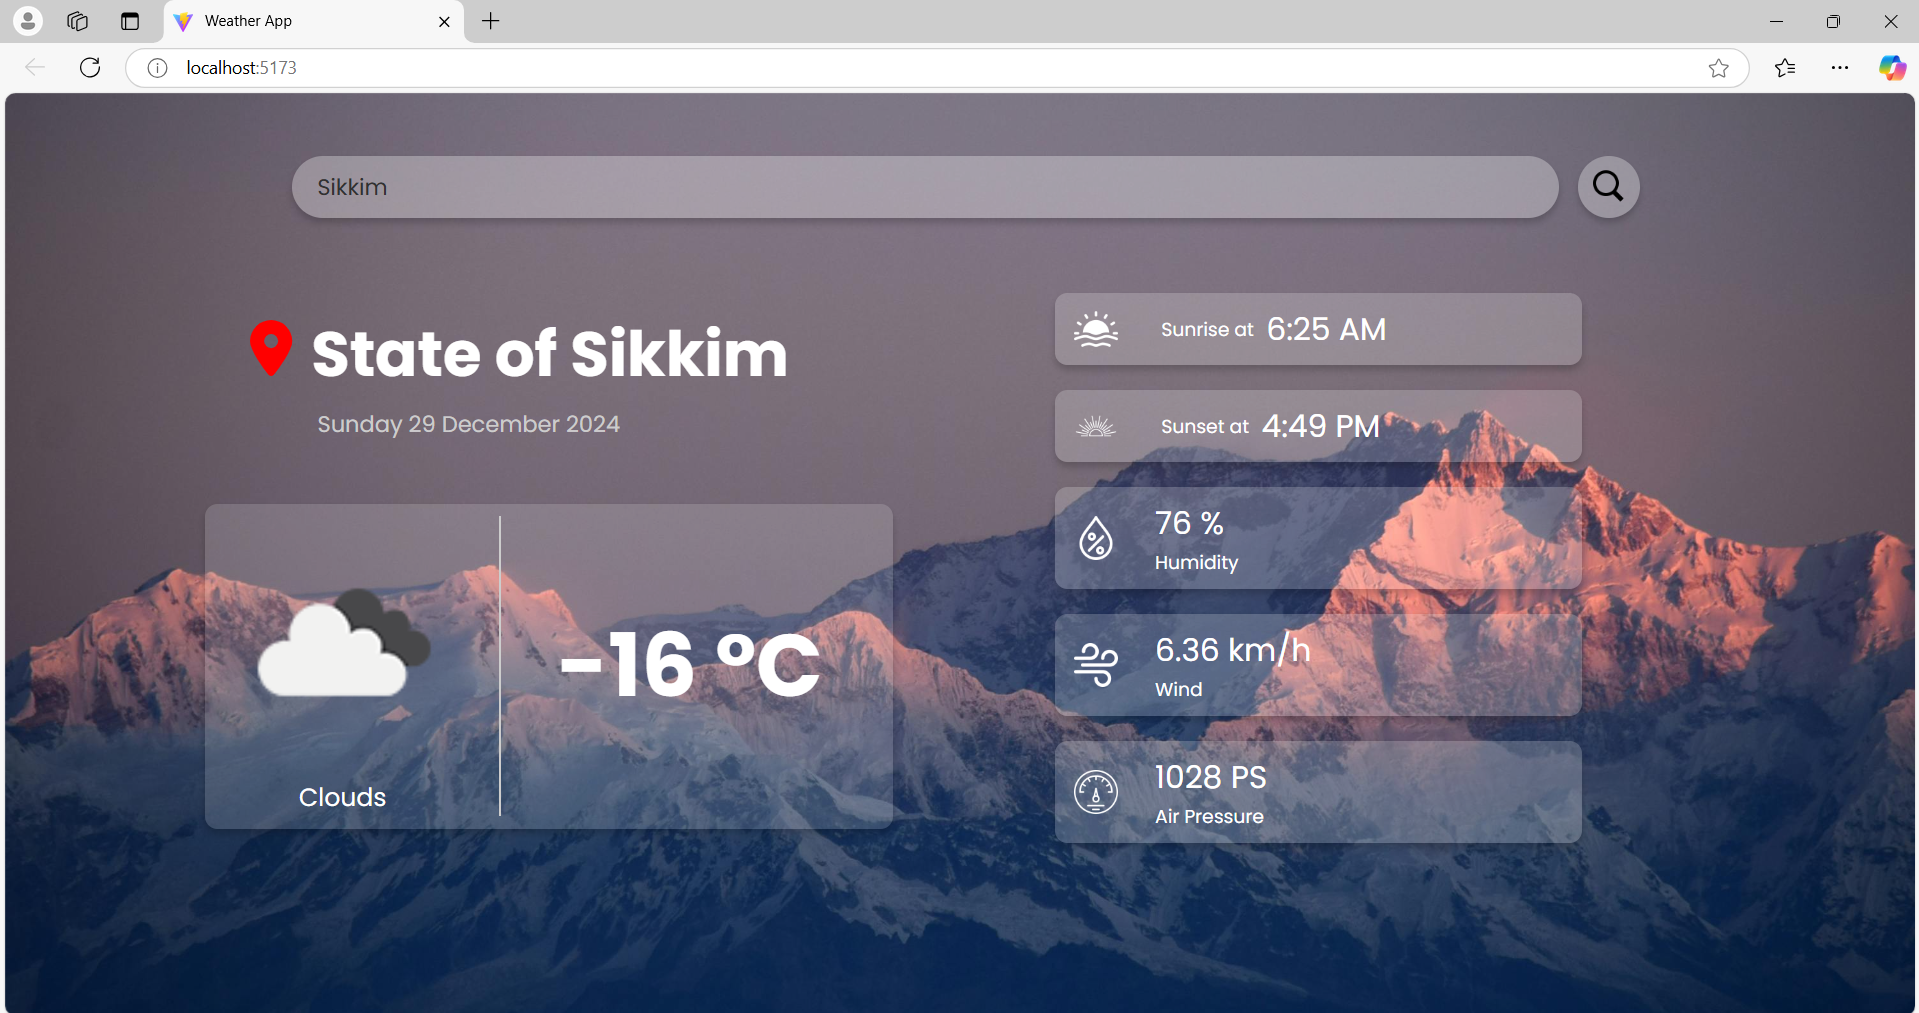 Weather App
localhost:5173
Sikkim
State of Sikkim
Sunday 29 December 2024
Clouds
-16 °C
Sunrise at 6:25 AM
Sunset at 4:49 PM
76 %
Humidity
6.36 km/h
Wind
1028 PS
Air Pressure